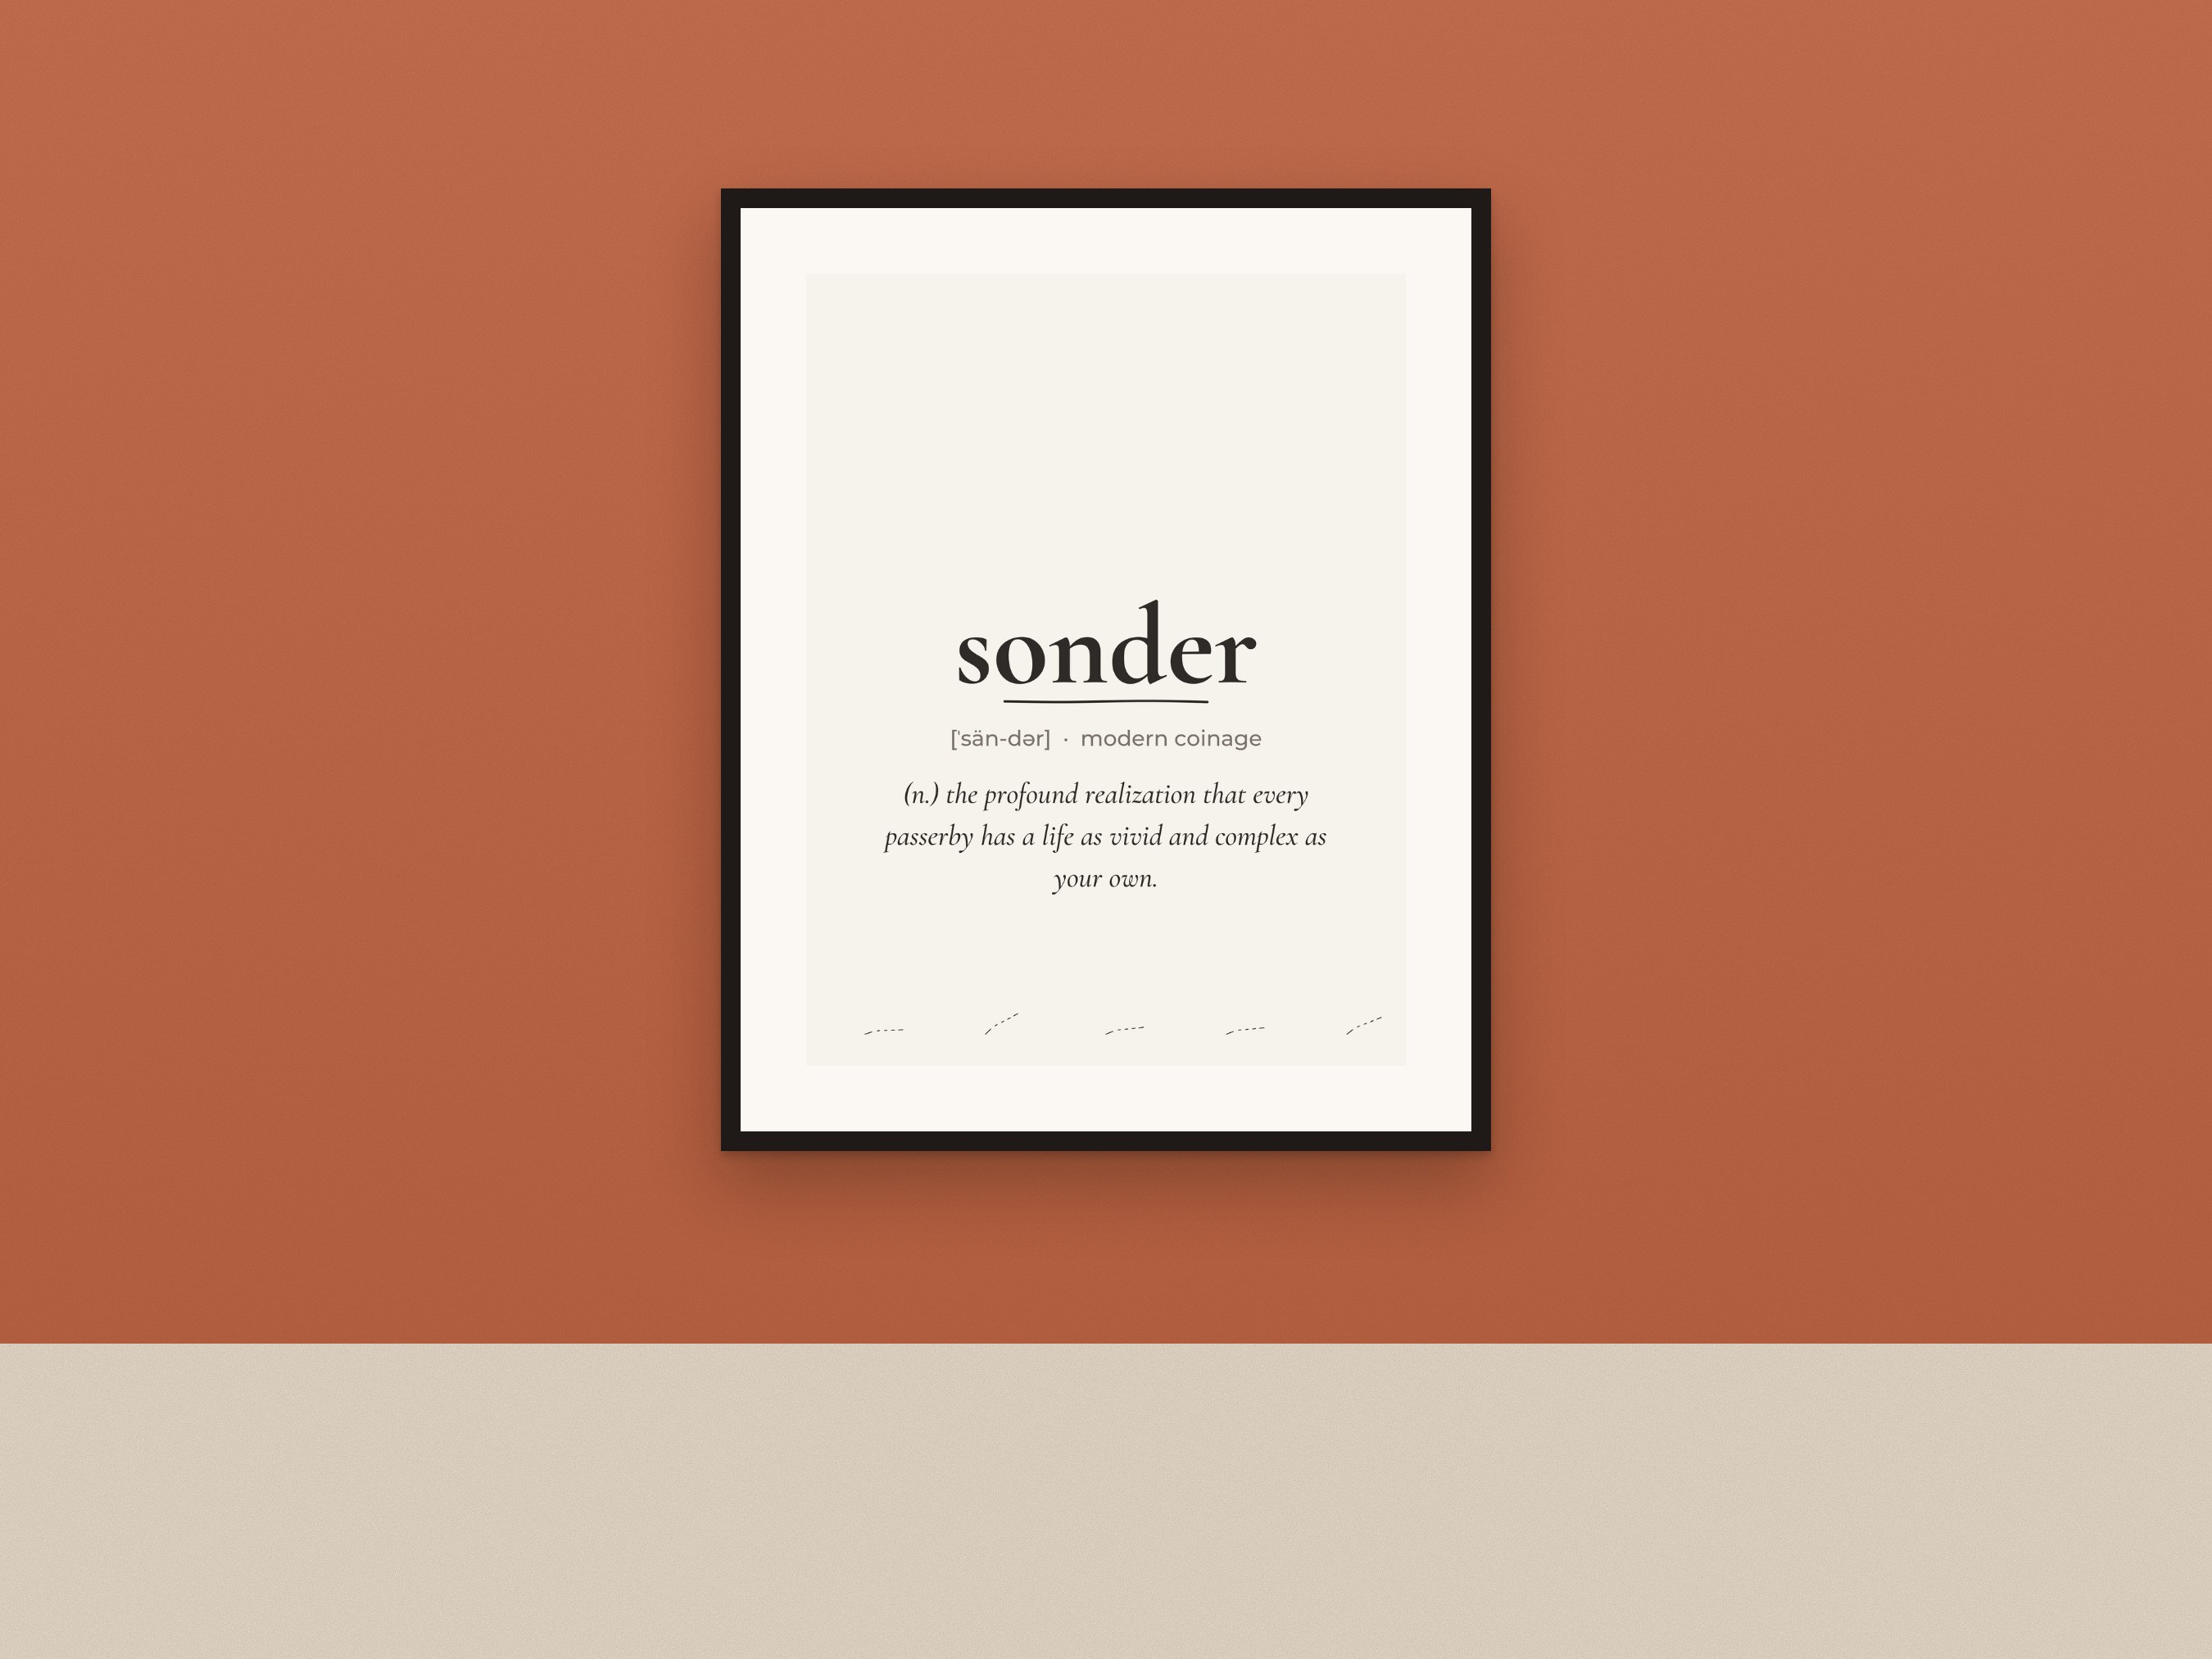 sonder
[ˈsän-dər] · modern coinage
(n.) the profound realization that every
passerby has a life as vivid and complex as
your own.